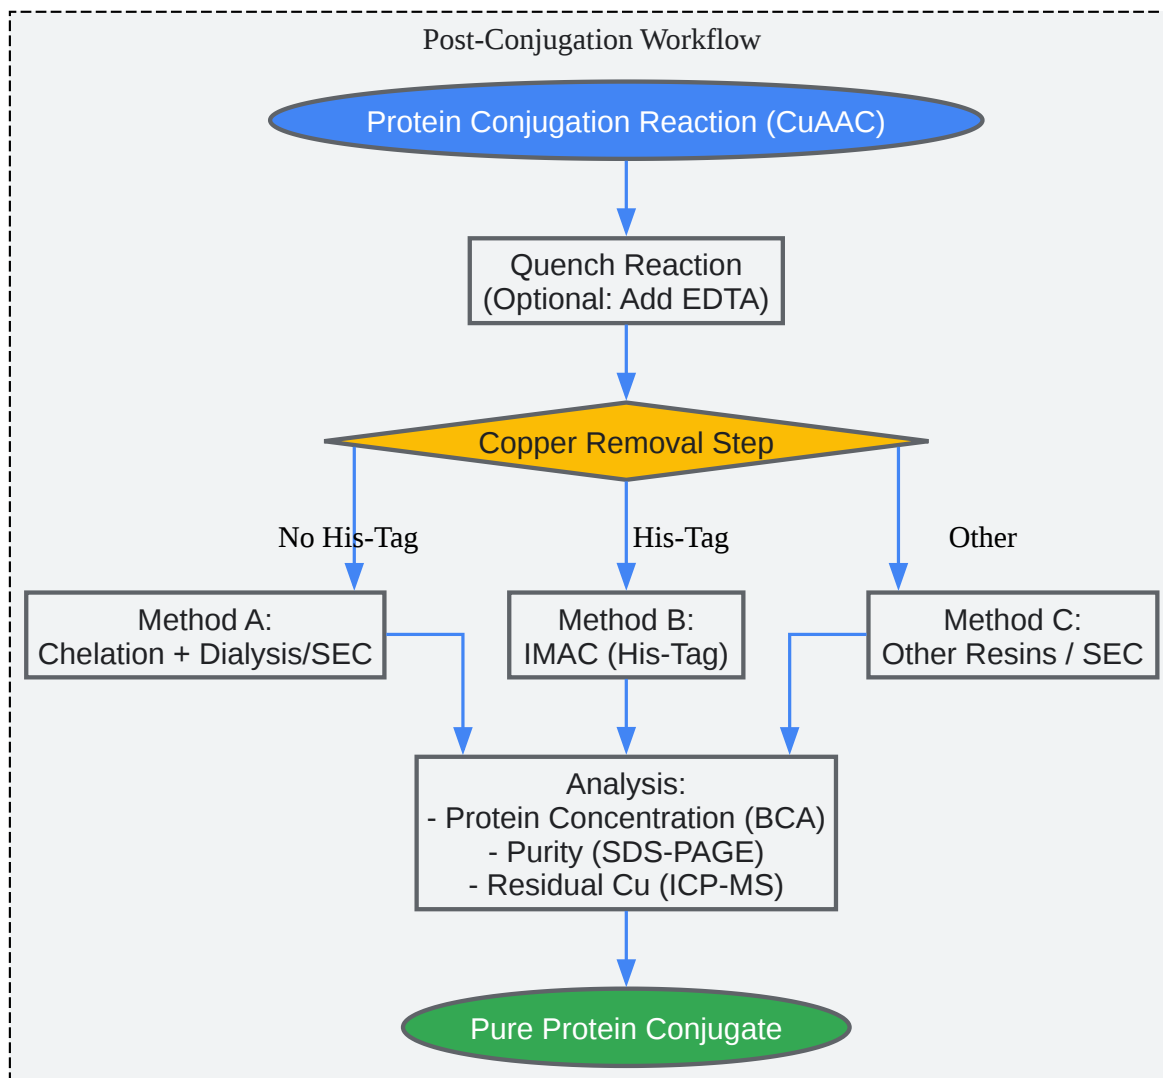 Post-Conjugation Workflow
Protein Conjugation Reaction (CuAAC)
Quench Reaction
(Optional: Add EDTA)
Copper Removal Step
No His-Tag
His-Tag
Other
Method A:
Chelation + Dialysis/SEC
Method B:
IMAC (His-Tag)
Method C:
Other Resins / SEC
Analysis:
- Protein Concentration (BCA)
- Purity (SDS-PAGE)
- Residual Cu (ICP-MS)
Pure Protein Conjugate